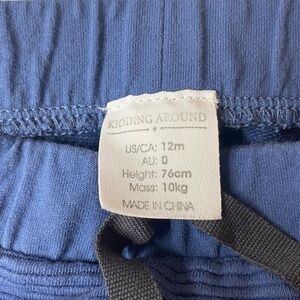 KIDDING AROUND
US/CA: 12m
AU: 0
Height: 76cm
Mass: 10kg
MADE IN CHINA